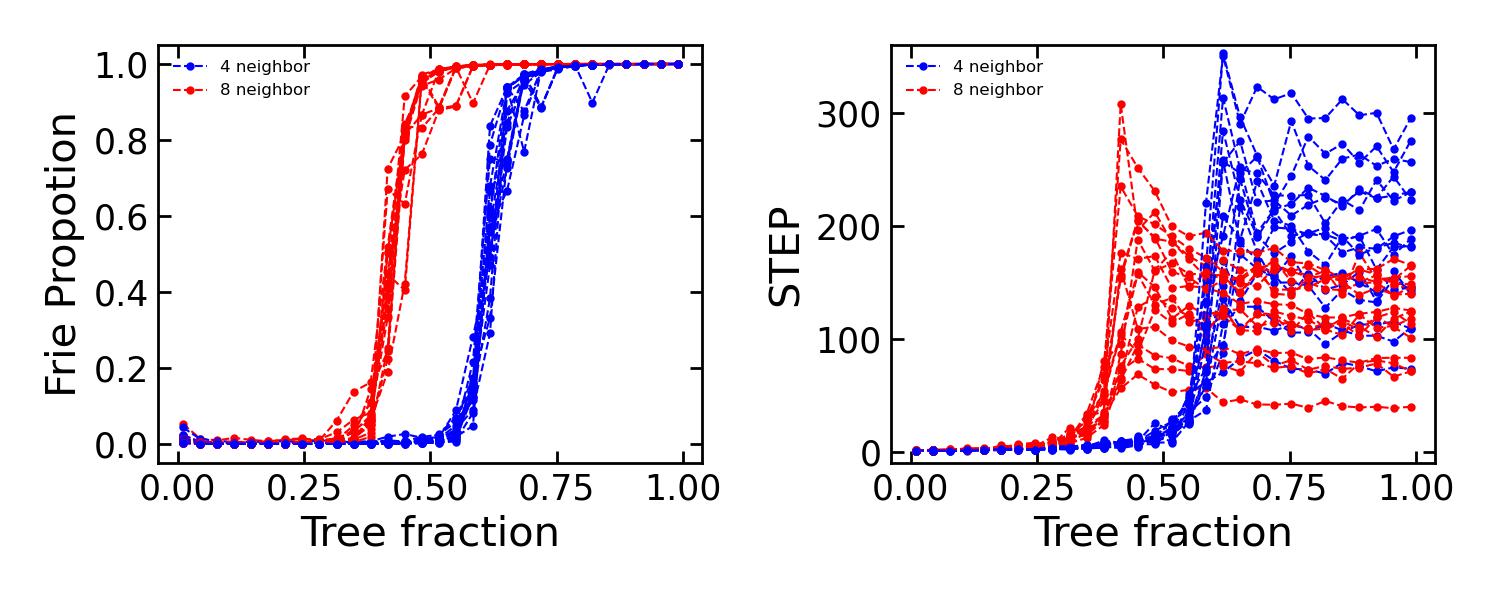 4 neighbor
8 neighbor
Frie Propotion
1.0
0.8
0.6
0.4
0.2
0.0
0.00 0.25 0.50 0.75 1.00
Tree fraction
4 neighbor
8 neighbor
STEP
300
200
100
0
0.00 0.25 0.50 0.75 1.00
Tree fraction